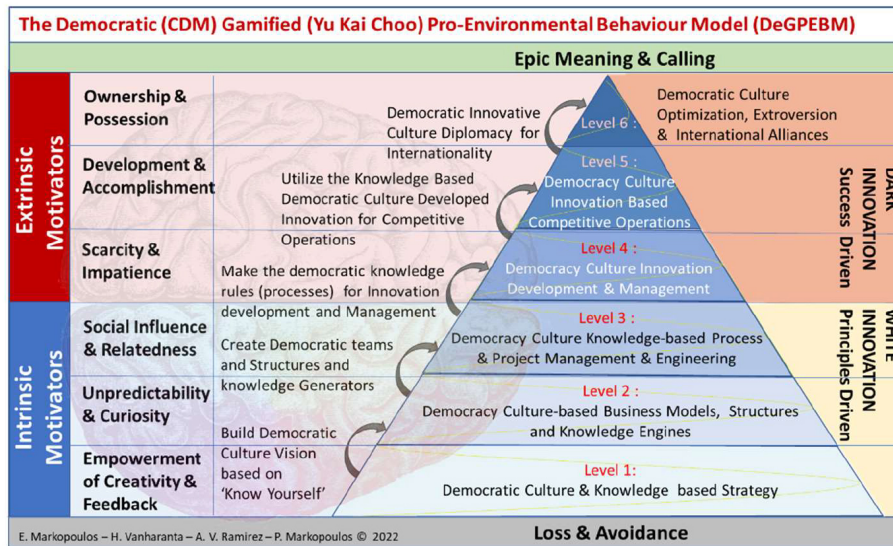 The Democratic (CDM) Gamified (Yu Kai Choo) Pro-Environmental Behaviour Model (DeGPEBM)
Epic Meaning & Calling
Extrinsic
Motivators
Ownership &
Possession
Development &
Accomplishment
Scarcity &
Impatience
Intrinsic
Motivators
Social Influence
& Relatedness
Unpredictability
& Curiosity
Empowerment
of Creativity &
Feedback
Democratic Innovative
Culture Diplomacy for
Internationality
Utilize the Knowledge Based
Democratic Culture Developed
Innovation for Competitive
Operations
Make the democratic knowledge
rules (processes) for Innovation
development and Management
Create Democratic teams
and Structures and
knowledge Generators
Build Democratic
Culture Vision
based on
‘Know Yourself’
Level 6 :
Level 5 :
Democracy Culture
Innovation Based
Competitive Operations
Level 4 :
Democracy Culture Innovation
Development & Management
Level 3 :
Democracy Culture Knowledge-based Process
& Project Management & Engineering
Level 2 :
Democracy Culture-based Business Models, Structures
and Knowledge Engines
Level 1:
Democratic Culture & Knowledge based Strategy
Democratic Culture
Optimization, Extroversion
& International Alliances
DARK
INNOVATION
Success Driven
WHITE
INNOVATION
Principles Driven
E. Markopoulos – H. Vanharanta – A. V. Ramirez – P. Markopoulos © 2022
Loss & Avoidance